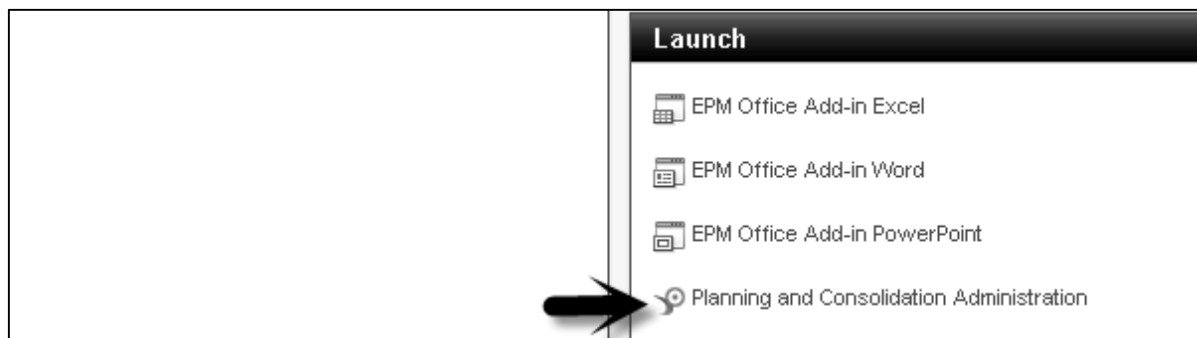 Launch
EPM Office Add-in Excel
EPM Office Add-in Word
EPM Office Add-in PowerPoint
Planning and Consolidation Administration